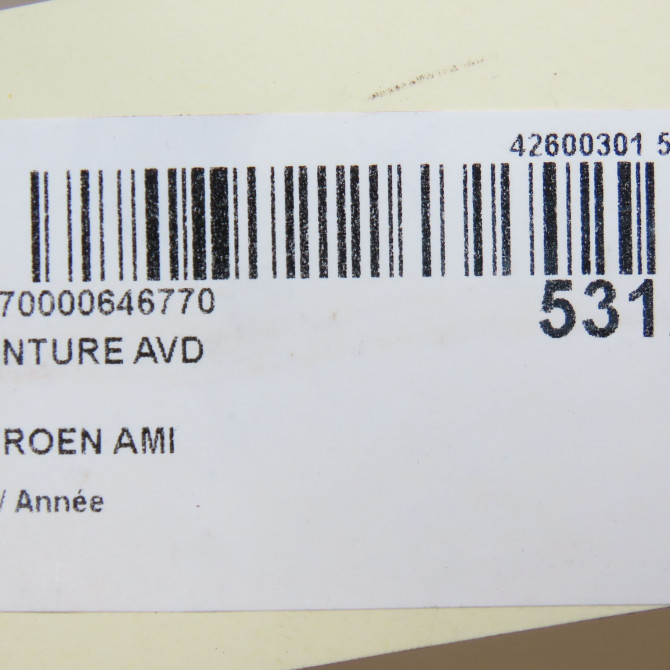 42600301 5
70000646770
531
NTURE AVD
ROEN AMI
/ Année